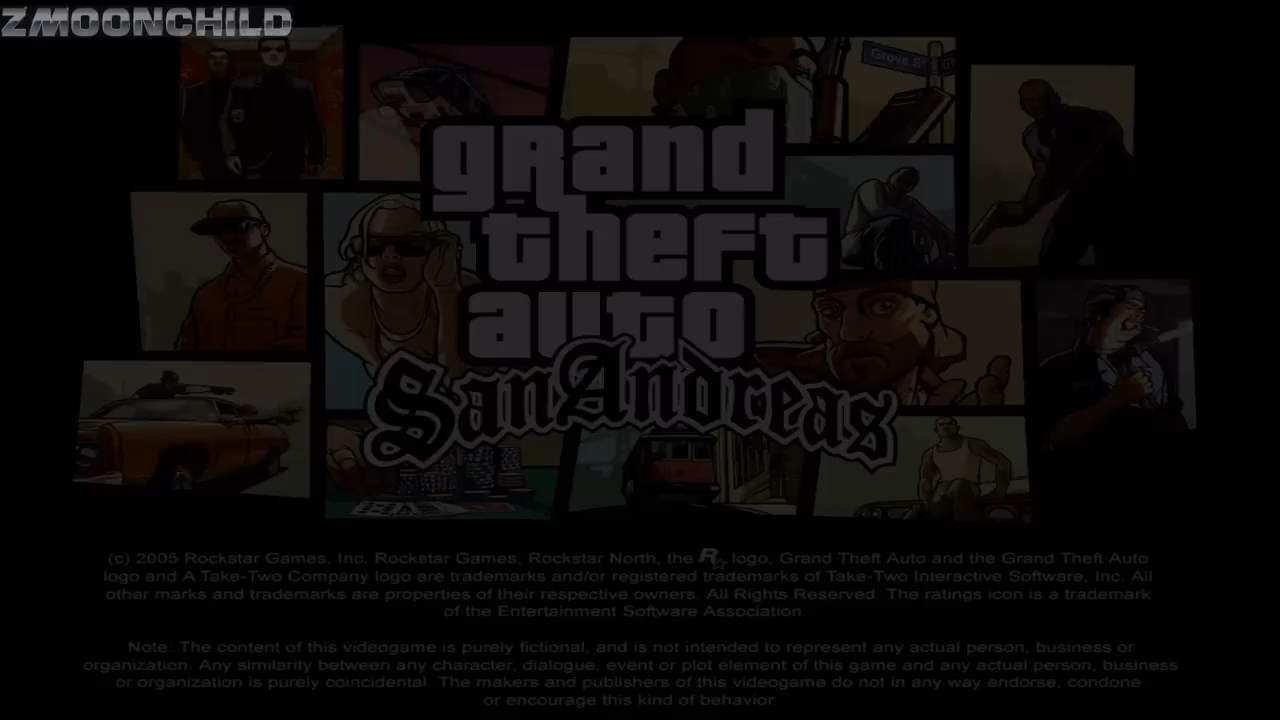 ZMOONCHILD
Grove St
grand
theft
auto
San Andreas
(c) 2005 Rockstar Games. Inc. Rockstar Games, Rockstar North, the R logo, Grand Theft Auto and the Grand Theft Auto
logo and A Take-Two Company logo are trademarks and/or registered trademarks of Take-Two Interactive Software, Inc. All
other marks and trademarks are properties of their respective owners. All Rights Reserved. The ratings icon is a trademark
of the Entertainment Software Association.
Note: The content of this videogame is purely fictional, and is not intended to represent any actual person, business or
organization. Any similarity between any character, dialogue, event or plot element of this game and any actual person, business
or organization is purely coincidental. The makers and publishers of this videogame do not in any way endorse, condone
or encourage this kind of behavior.